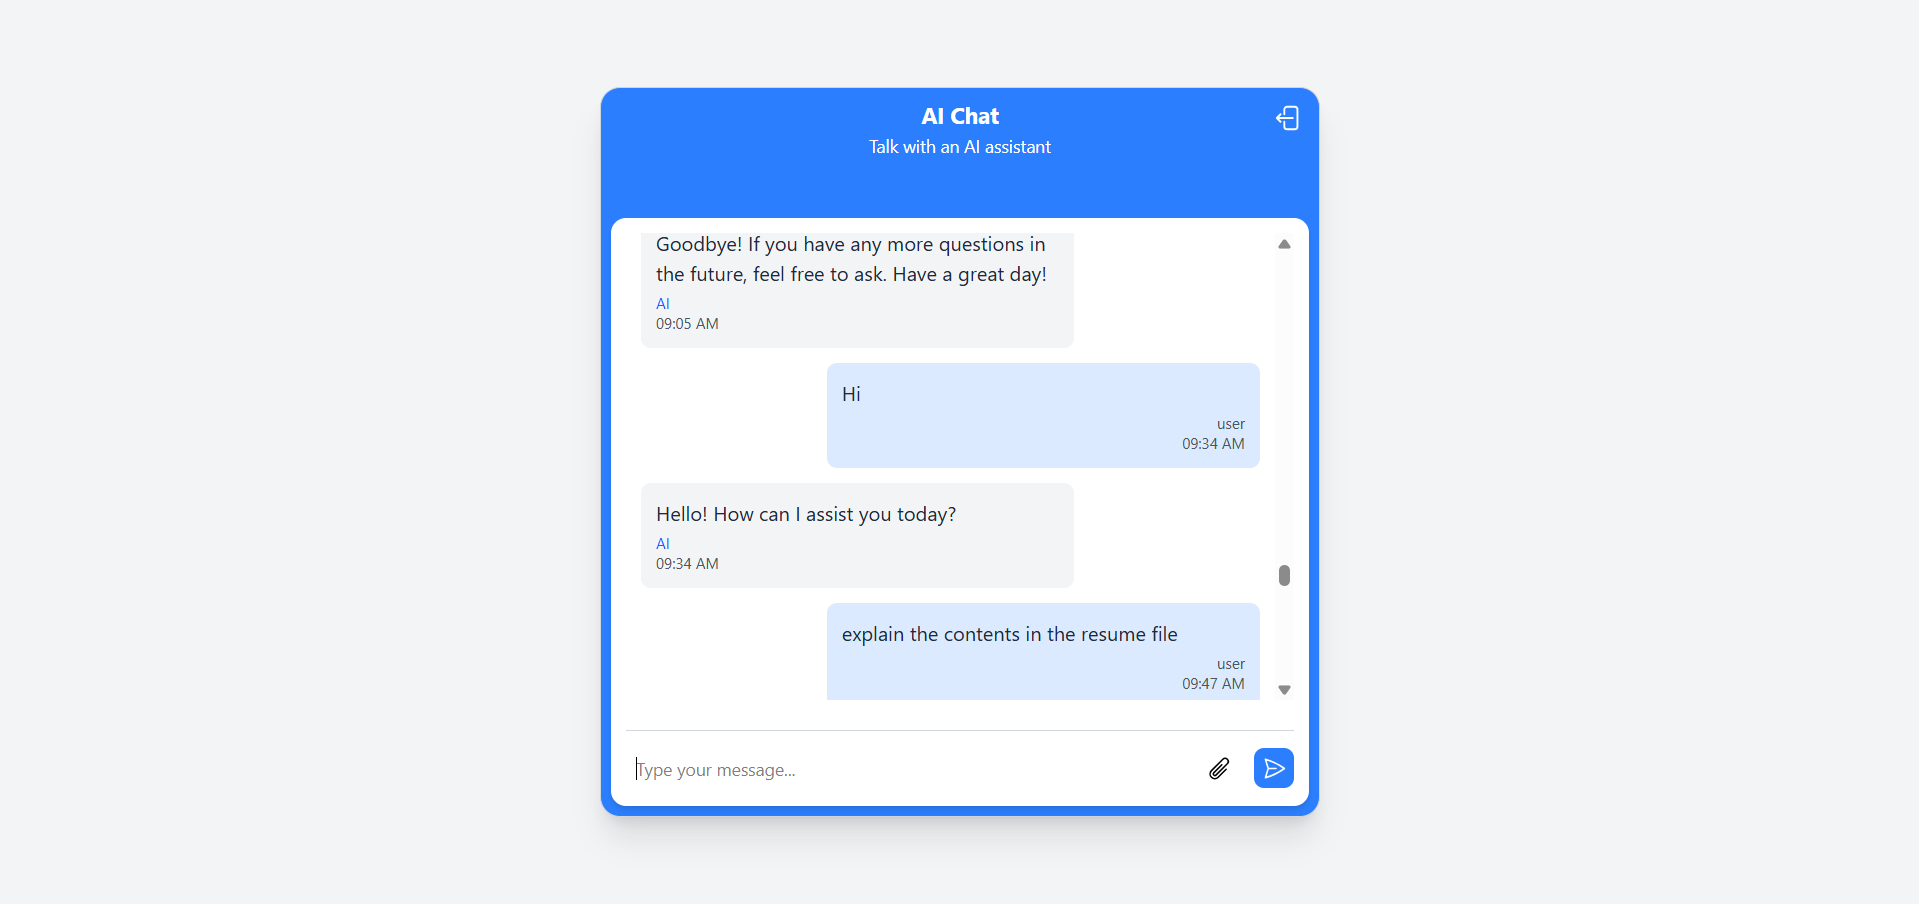 AI Chat
Talk with an AI assistant
Goodbye! If you have any more questions in
the future, feel free to ask. Have a great day!
AI
09:05 AM
Hi
user
09:34 AM
Hello! How can I assist you today?
AI
09:34 AM
explain the contents in the resume file
user
09:47 AM
Type your message...